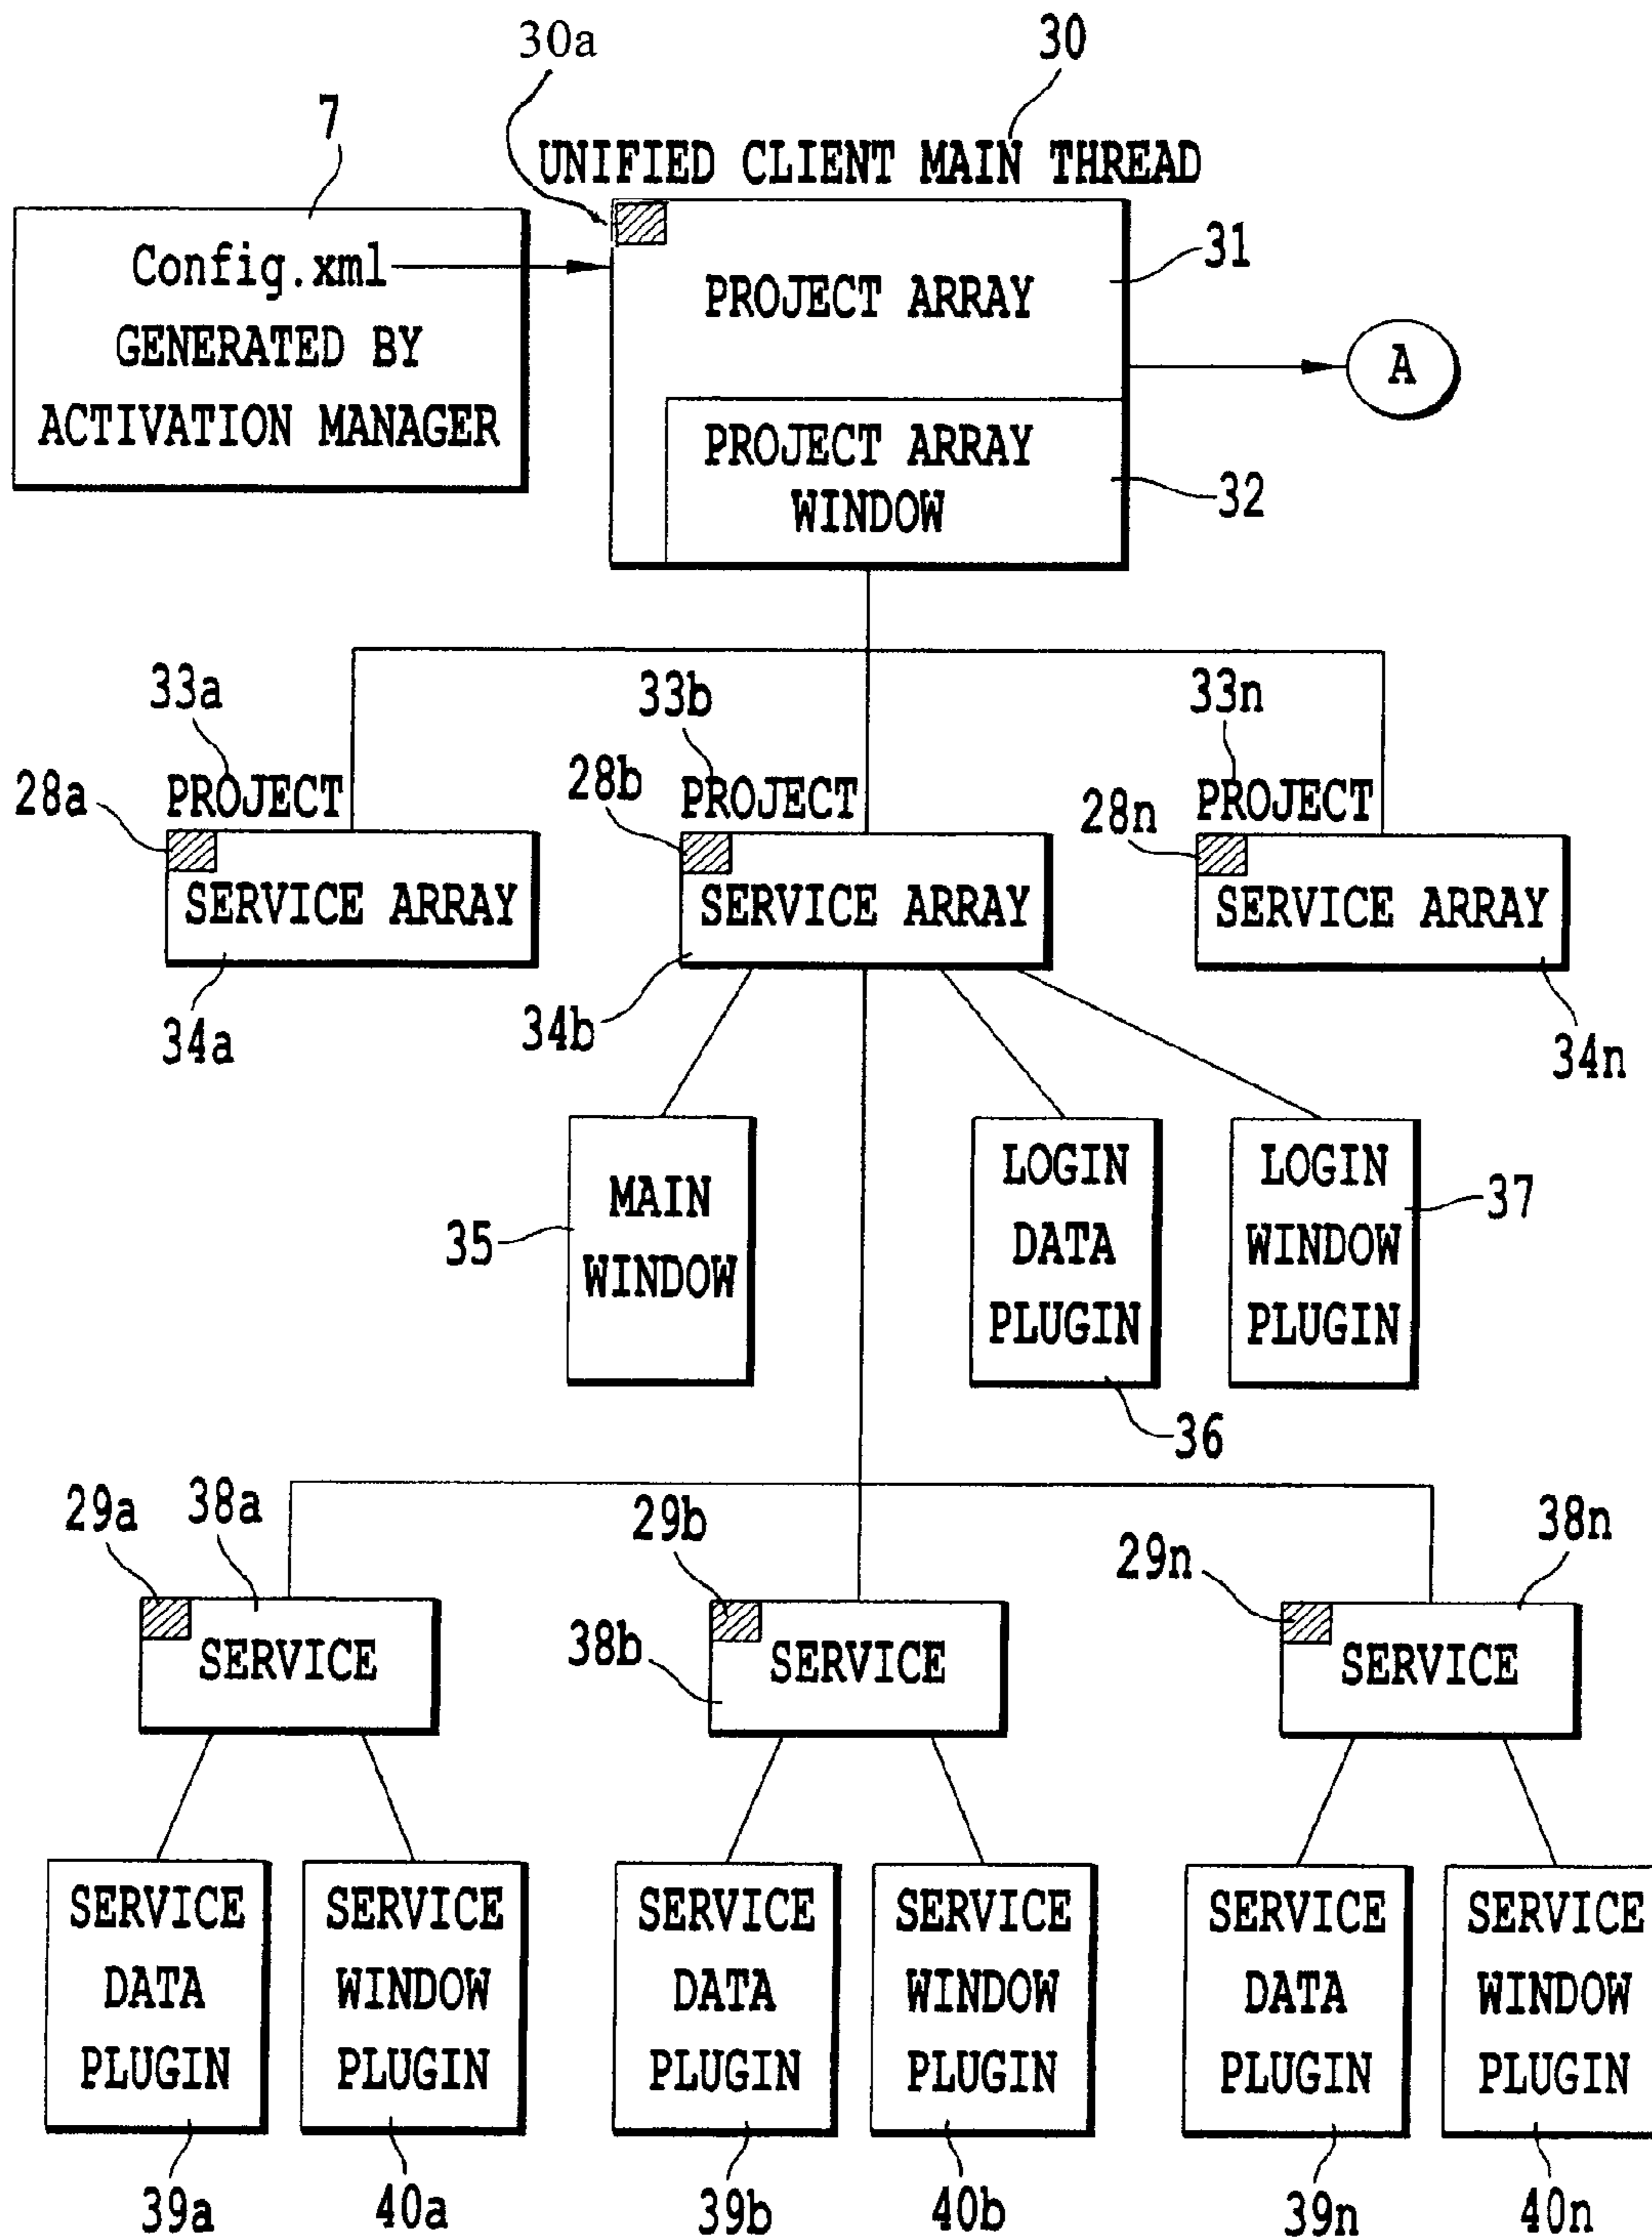 30a
30
7
UNIFIED CLIENT MAIN THREAD
Config.xml
GENERATED BY
ACTIVATION MANAGER
PROJECT ARRAY
31
A
PROJECT ARRAY
WINDOW
32
33a
33b
33n
28a
PROJECT
28b
PROJECT
28n
PROJECT
SERVICE ARRAY
SERVICE ARRAY
SERVICE ARRAY
34a
34b
34n
35
MAIN
WINDOW
LOGIN
DATA
PLUGIN
36
LOGIN
WINDOW
PLUGIN
37
29a
38a
29b
29n
38n
SERVICE
38b
SERVICE
SERVICE
SERVICE
DATA
PLUGIN
SERVICE
WINDOW
PLUGIN
SERVICE
DATA
PLUGIN
SERVICE
WINDOW
PLUGIN
SERVICE
DATA
PLUGIN
SERVICE
WINDOW
PLUGIN
39a
40a
39b
40b
39n
40n